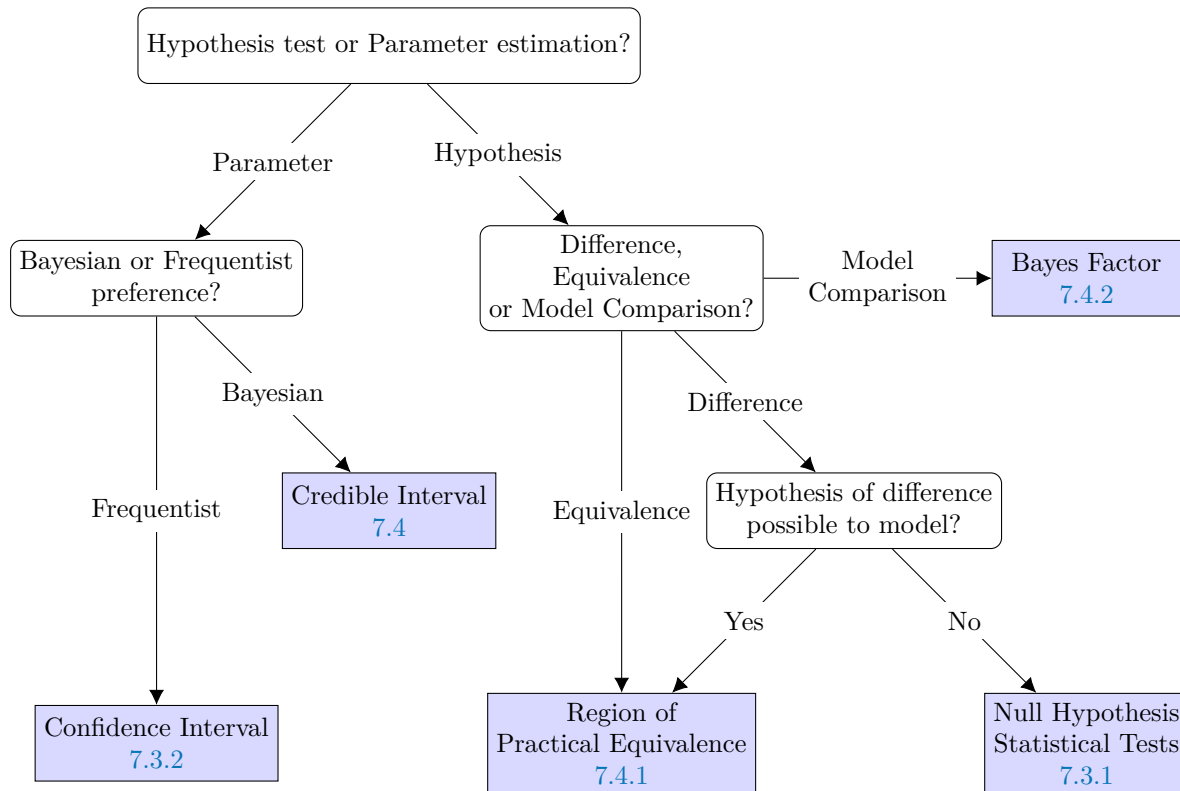 Hypothesis test or Parameter estimation?
Parameter
Hypothesis
Bayesian or Frequentist
preference?
Difference,
Equivalence
or Model Comparison?
Model
Comparison
Bayes Factor
7.4.2
Bayesian
Difference
Frequentist
Credible Interval
7.4
Equivalence
Hypothesis of difference
possible to model?
Yes
No
Confidence Interval
7.3.2
Region of
Practical Equivalence
7.4.1
Null Hypothesis
Statistical Tests
7.3.1